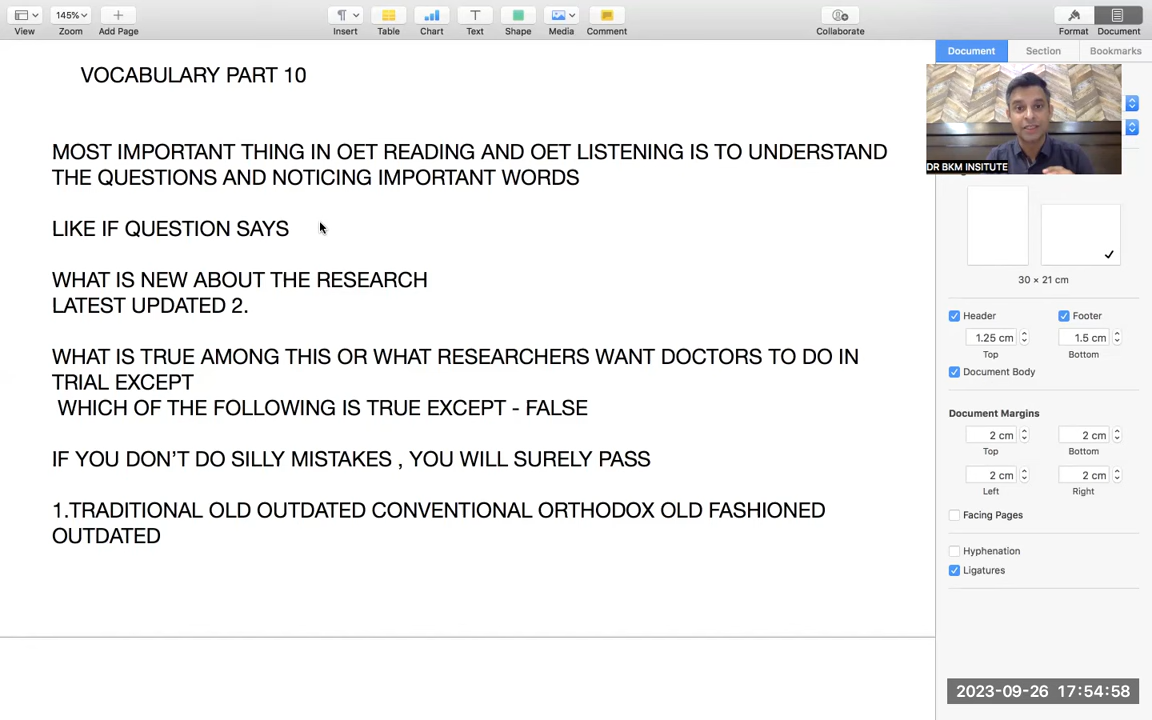 145%
View
Zoom
Add Page
Insert
Table
Chart
Text
Shape
Media
Comment
Collaborate
Format
Document
Document
Section
Bookmarks
VOCABULARY PART 10
MOST IMPORTANT THING IN OET READING AND OET LISTENING IS TO UNDERSTAND
THE QUESTIONS AND NOTICING IMPORTANT WORDS
LIKE IF QUESTION SAYS
WHAT IS NEW ABOUT THE RESEARCH
LATEST UPDATED 2.
WHAT IS TRUE AMONG THIS OR WHAT RESEARCHERS WANT DOCTORS TO DO IN
TRIAL EXCEPT
WHICH OF THE FOLLOWING IS TRUE EXCEPT - FALSE
IF YOU DON’T DO SILLY MISTAKES , YOU WILL SURELY PASS
1.TRADITIONAL OLD OUTDATED CONVENTIONAL ORTHODOX OLD FASHIONED
OUTDATED
DR BKM INSITUTE
30 × 21 cm
Header
Footer
1.25 cm
1.5 cm
Top
Bottom
Document Body
Document Margins
2 cm
2 cm
Top
Bottom
2 cm
2 cm
Left
Right
Facing Pages
Hyphenation
Ligatures
2023-09-26 17:54:58